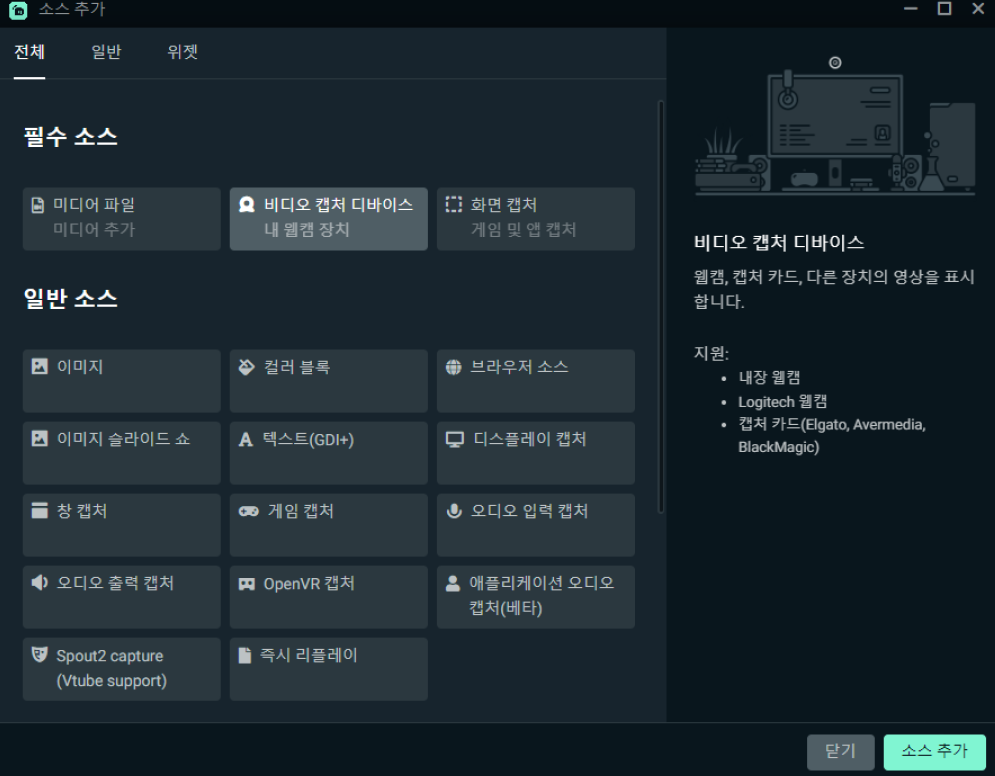 소스 추가
전체
일반
위젯
필수 소스
미디어 파일
미디어 추가
비디오 캡처 디바이스
내 웹캠 장치
화면 캡처
게임 및 앱 캡처
일반 소스
이미지
컬러 블록
브라우저 소스
이미지 슬라이드 쇼
텍스트(GDI+)
디스플레이 캡처
창 캡처
게임 캡처
오디오 입력 캡처
오디오 출력 캡처
OpenVR 캡처
애플리케이션 오디오
캡처(베타)
Spout2 capture
(Vtube support)
즉시 리플레이
비디오 캡처 디바이스
웹캠, 캡처 카드, 다른 장치의 영상을 표시
합니다.
지원:
• 내장 웹캠
• Logitech 웹캠
• 캡처 카드(Elgato, Avermedia,
BlackMagic)
닫기
소스 추가